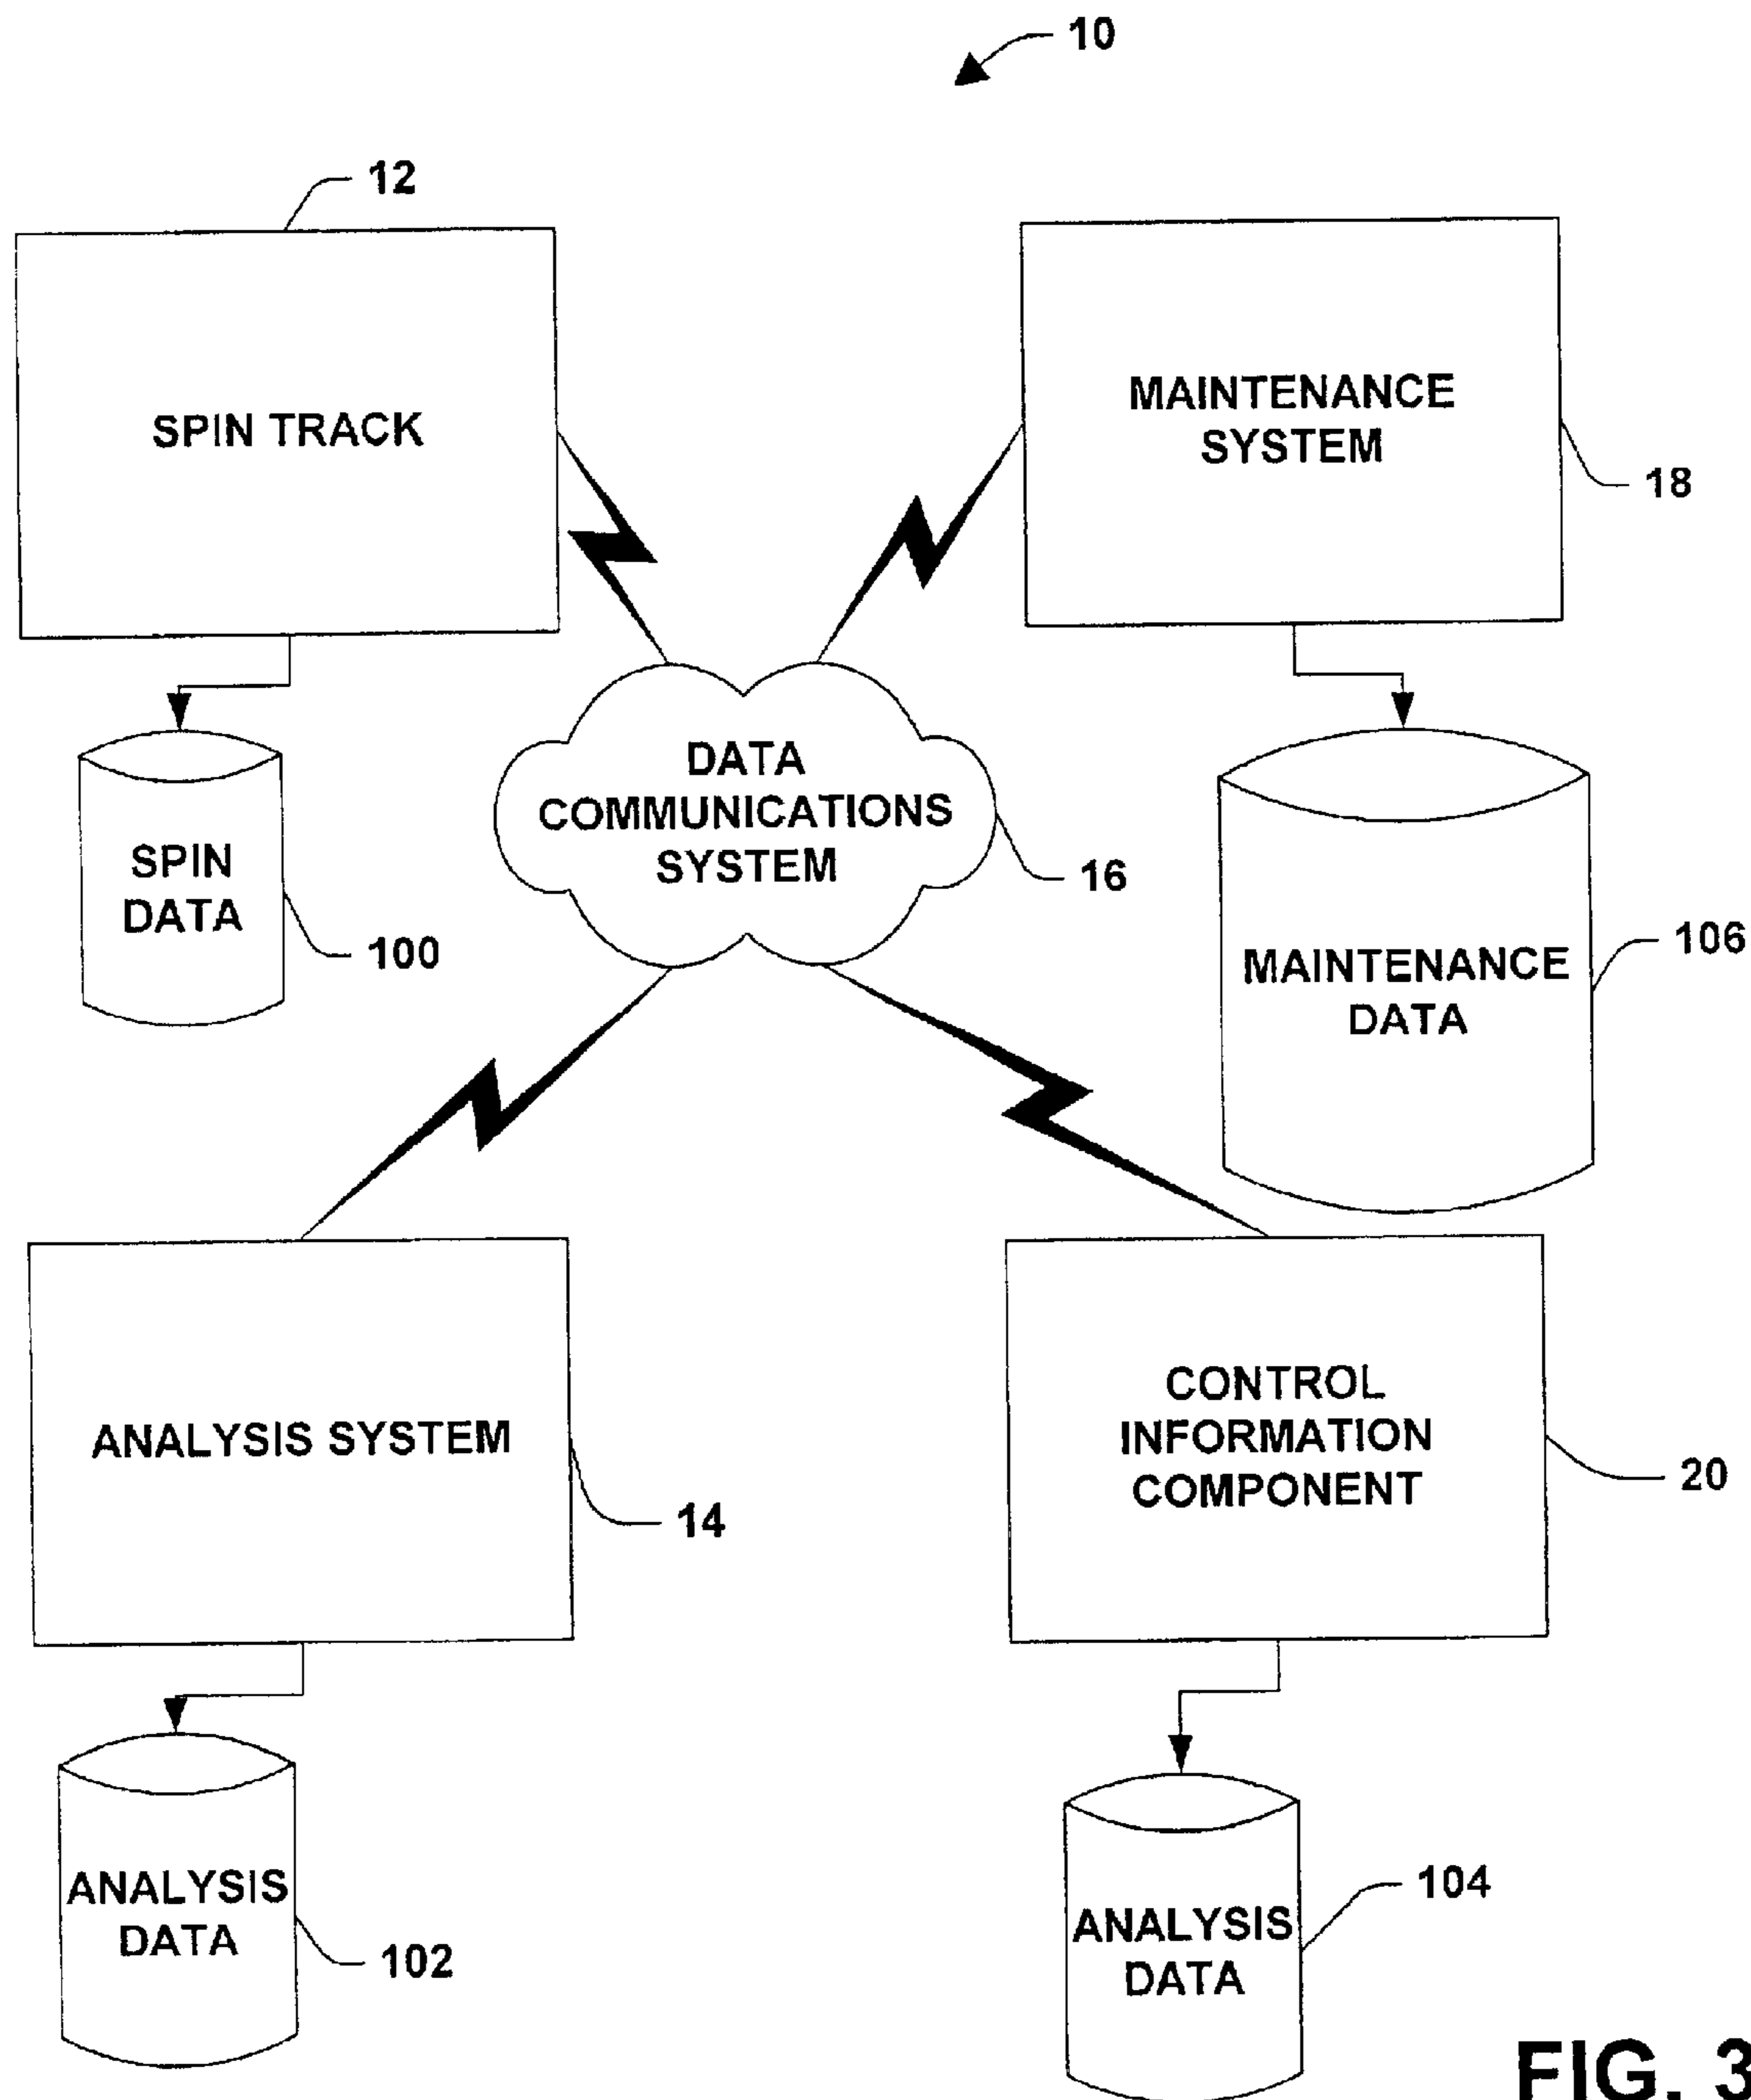 10
12
SPIN TRACK
MAINTENANCE
SYSTEM
18
DATA
COMMUNICATIONS
SYSTEM
16
SPIN
DATA
100
MAINTENANCE
DATA
106
ANALYSIS SYSTEM
14
CONTROL
INFORMATION
COMPONENT
20
ANALYSIS
DATA
102
ANALYSIS
DATA
104
FIG. 3